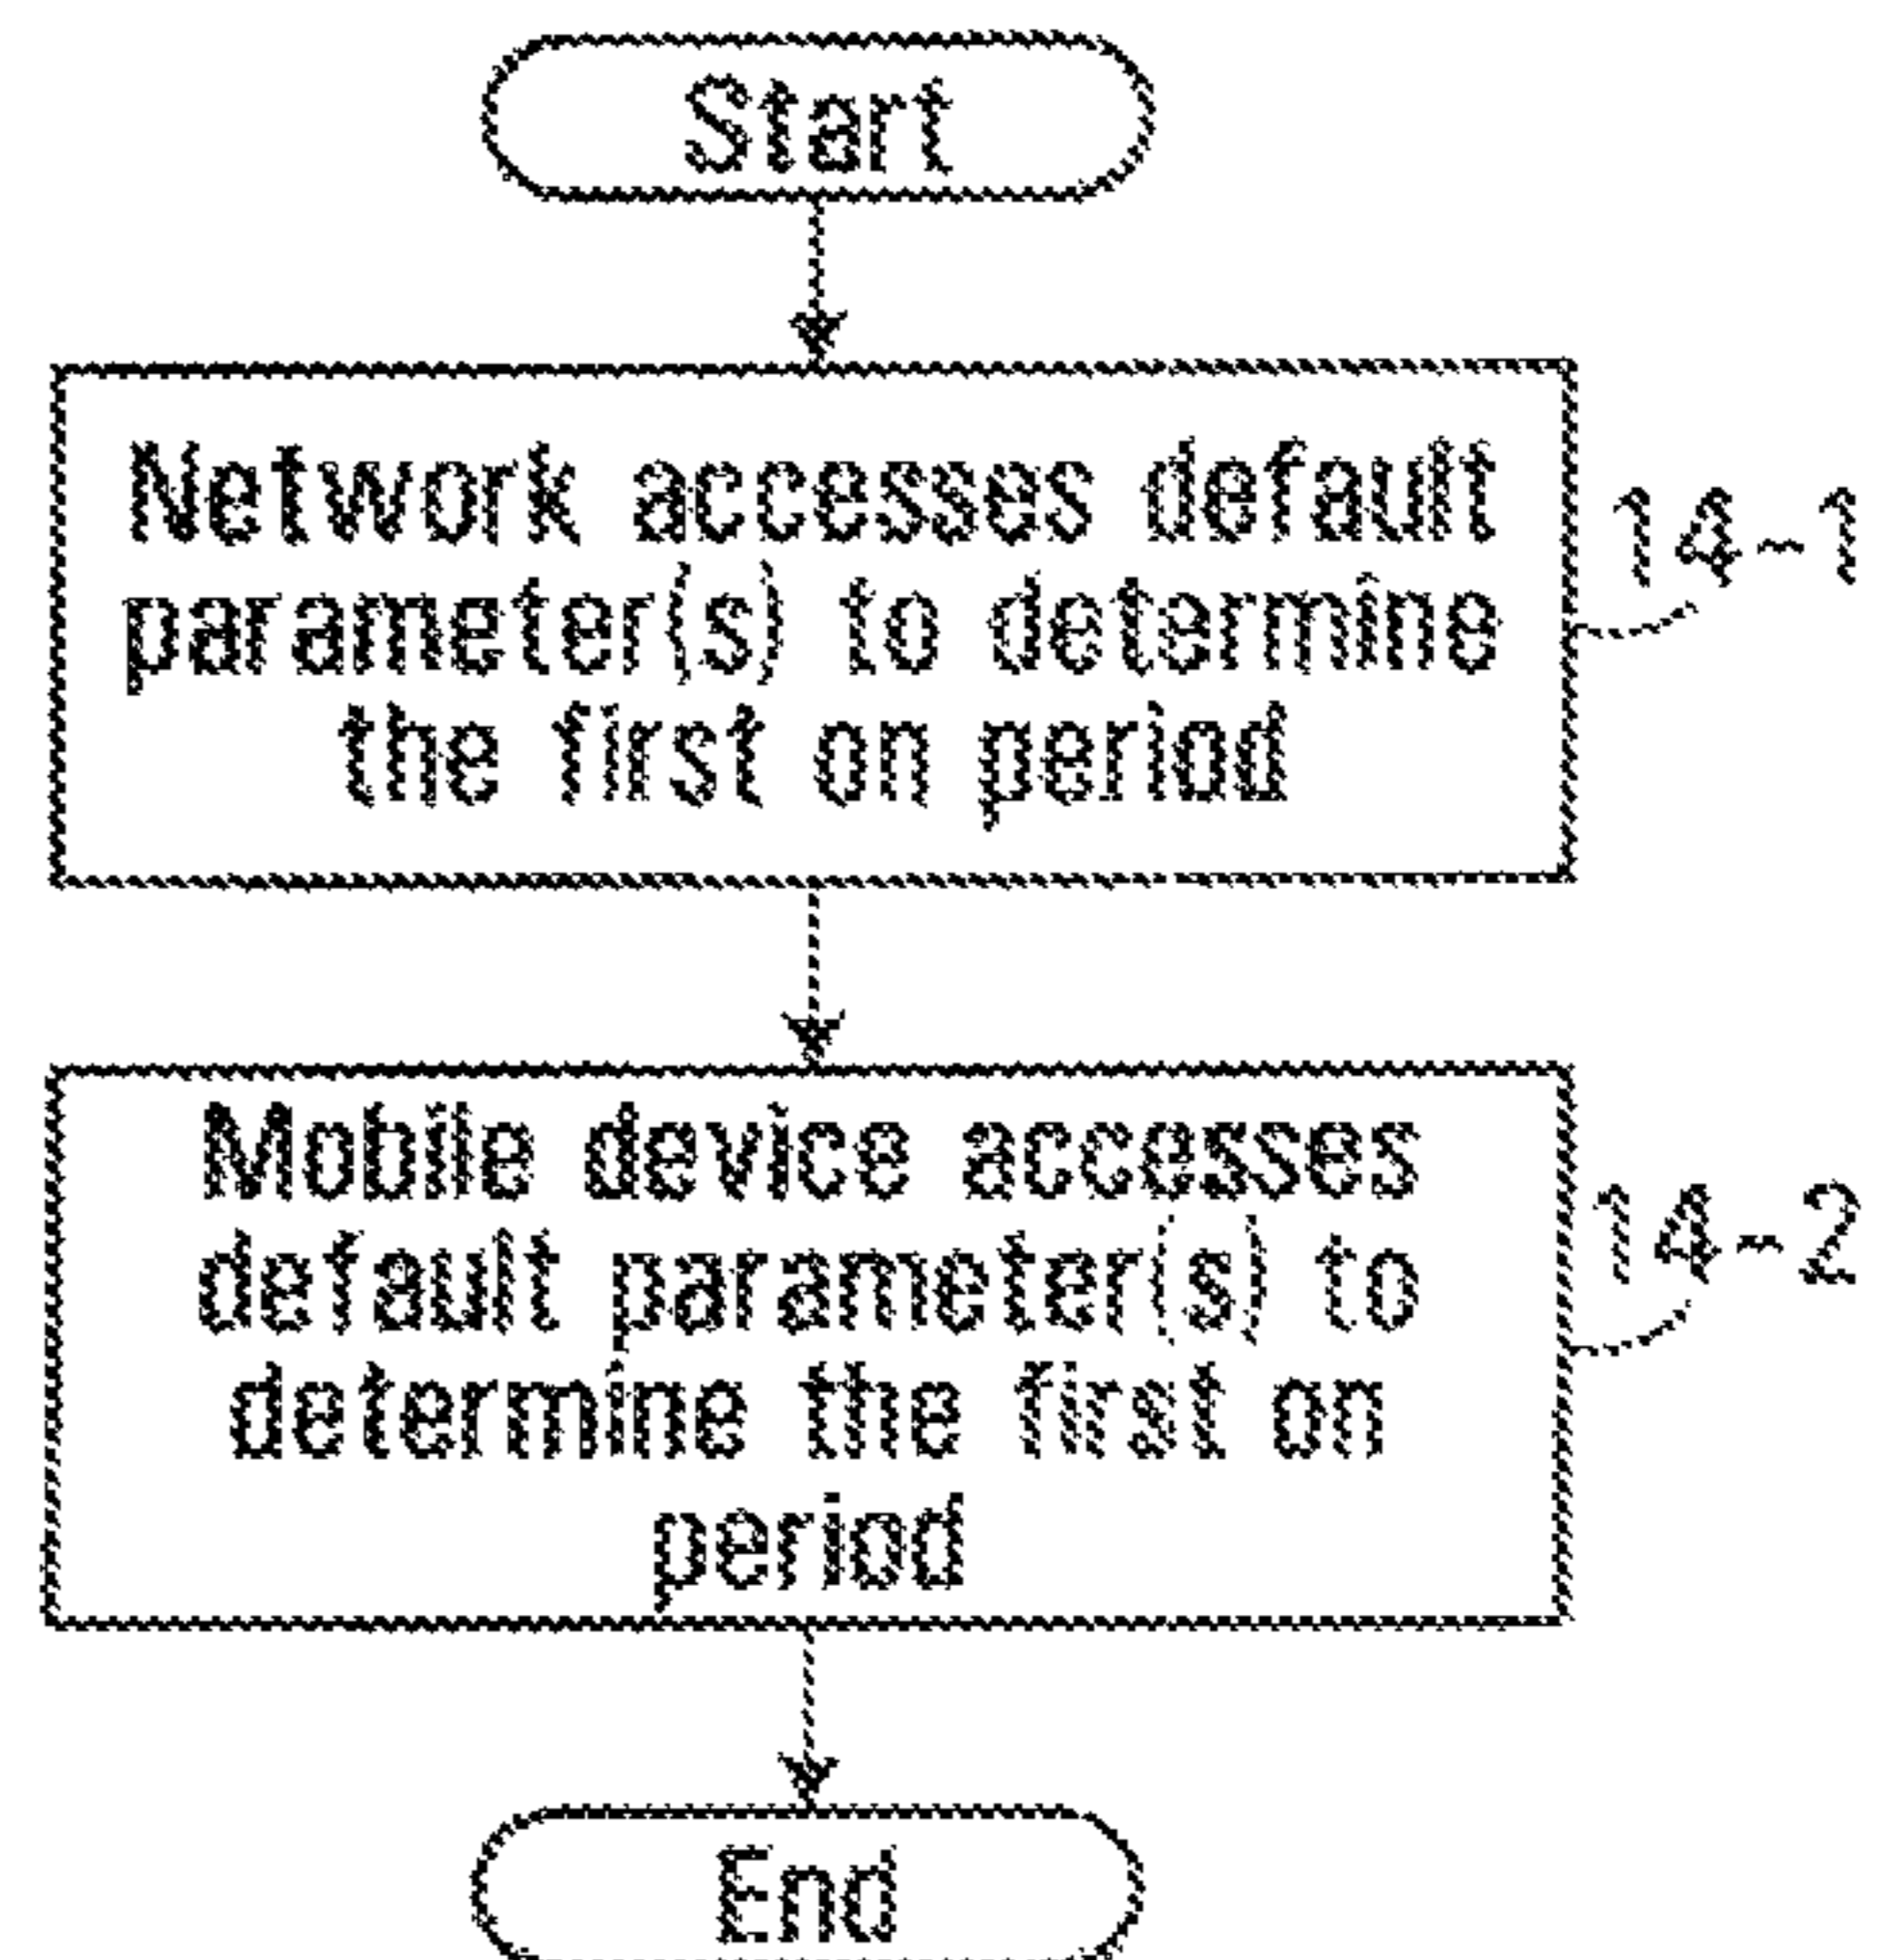 Start
Network accesses default
parameter(s) to determine
the first on period
14-1
Mobile device accesses
default parameter(s) to
determine the first on
period
14-2
End